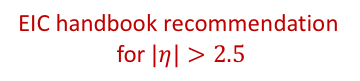 EIC handbook recommendation
for |η| > 2.5